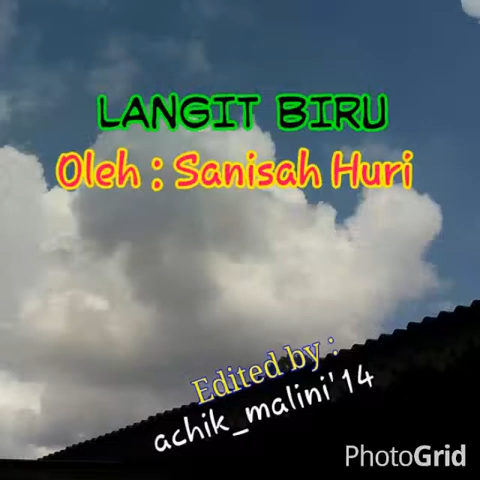 LANGIT BIRU
Oleh : Sanisah Huri
Edited by :
achik_malini'14
PhotoGrid